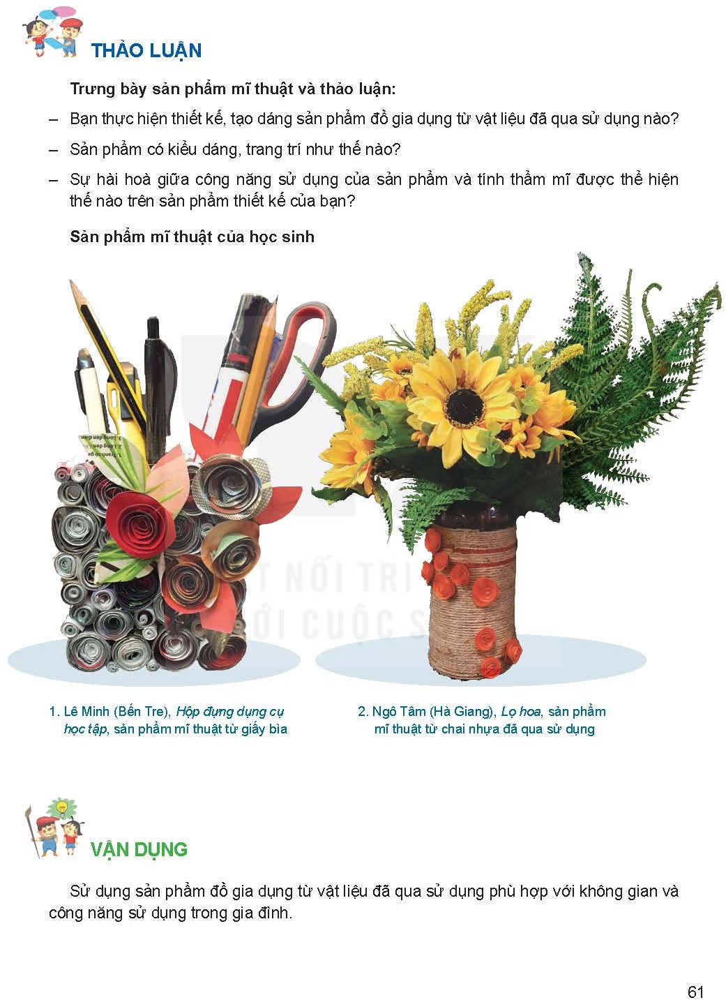 THẢO LUẬN
Trưng bày sản phẩm mĩ thuật và thảo luận:
– Bạn thực hiện thiết kế, tạo dáng sản phẩm đồ gia dụng từ vật liệu đã qua sử dụng nào?
– Sản phẩm có kiểu dáng, trang trí như thế nào?
– Sự hài hoà giữa công năng sử dụng của sản phẩm và tính thẩm mĩ được thể hiện
thế nào trên sản phẩm thiết kế của bạn?
Sản phẩm mĩ thuật của học sinh
T NỐI TRI
ỚI CUỘC S
1. Lê Minh (Bến Tre), Hộp đựng dụng cụ
học tập, sản phẩm mĩ thuật từ giấy bìa
2. Ngô Tâm (Hà Giang), Lọ hoa, sản phẩm
mĩ thuật từ chai nhựa đã qua sử dụng
VẬN DỤNG
Sử dụng sản phẩm đồ gia dụng từ vật liệu đã qua sử dụng phù hợp với không gian và
công năng sử dụng trong gia đình.
61